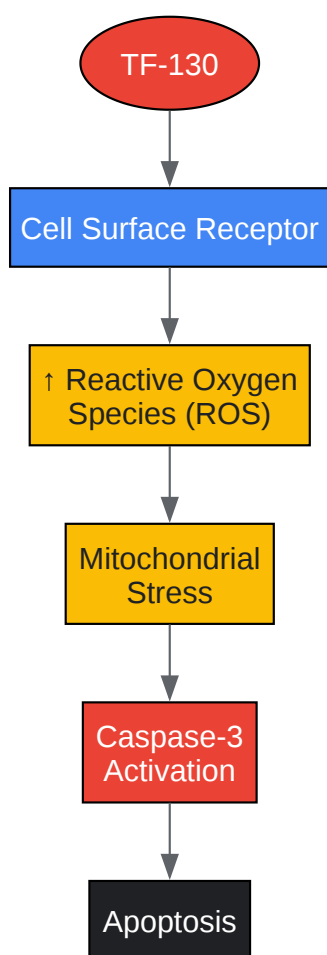 TF-130
Cell Surface Receptor
↑ Reactive Oxygen
Species (ROS)
Mitochondrial
Stress
Caspase-3
Activation
Apoptosis